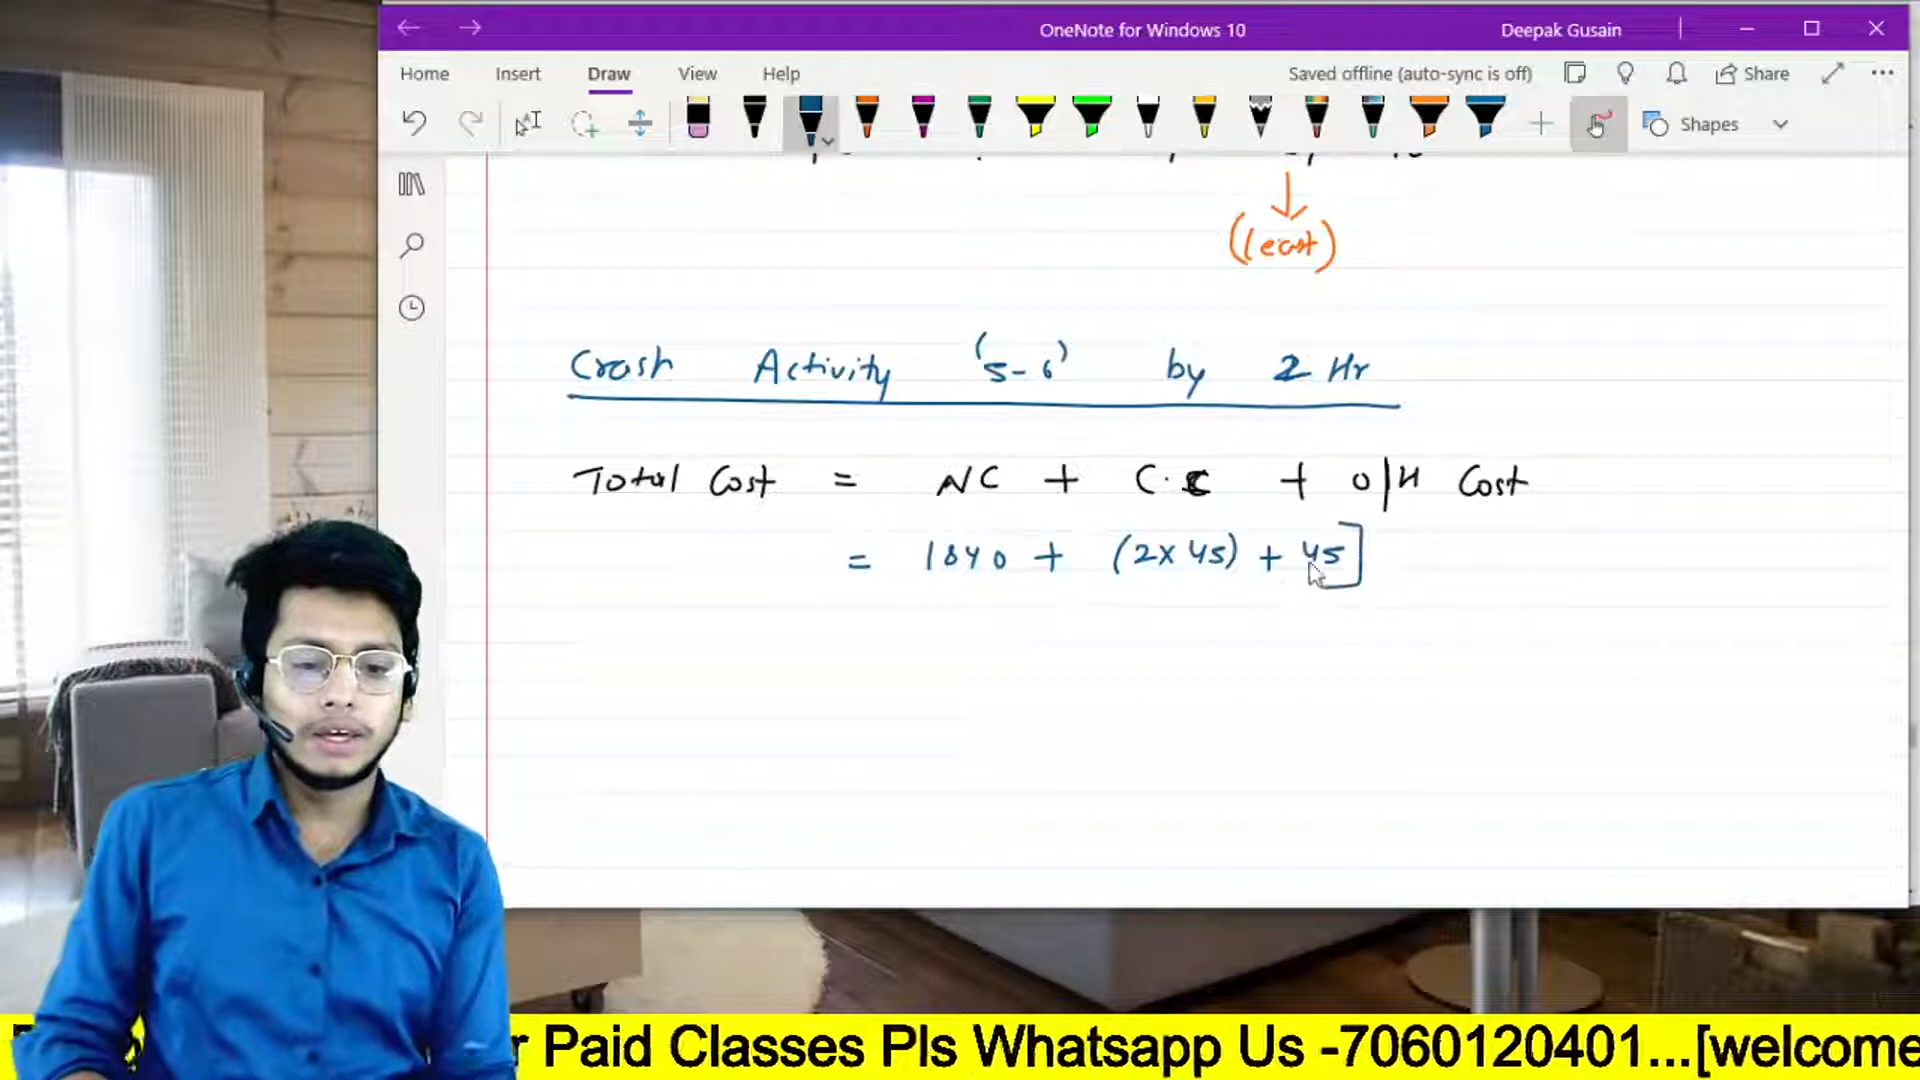 OneNote for Windows 10 Deepak Gusain
Home Insert Draw View Help Saved offline (auto-sync is off) Share
Shapes
(least)
Crash Activity '5-6' by 2 Hr
Total Cost = NC + C.C + O/H Cost
= 1840 + (2x45) + 45]
r Paid Classes Pls Whatsapp Us -7060120401...[welcome